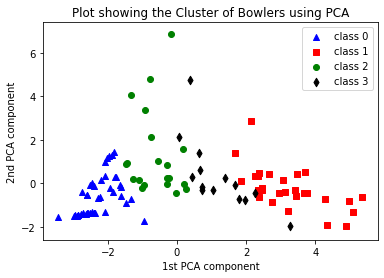 Plot showing the Cluster of Bowlers using PCA
class 0
class 1
class 2
class 3
6
4
2
0
−2
2nd PCA component
−2
0
2
4
1st PCA component